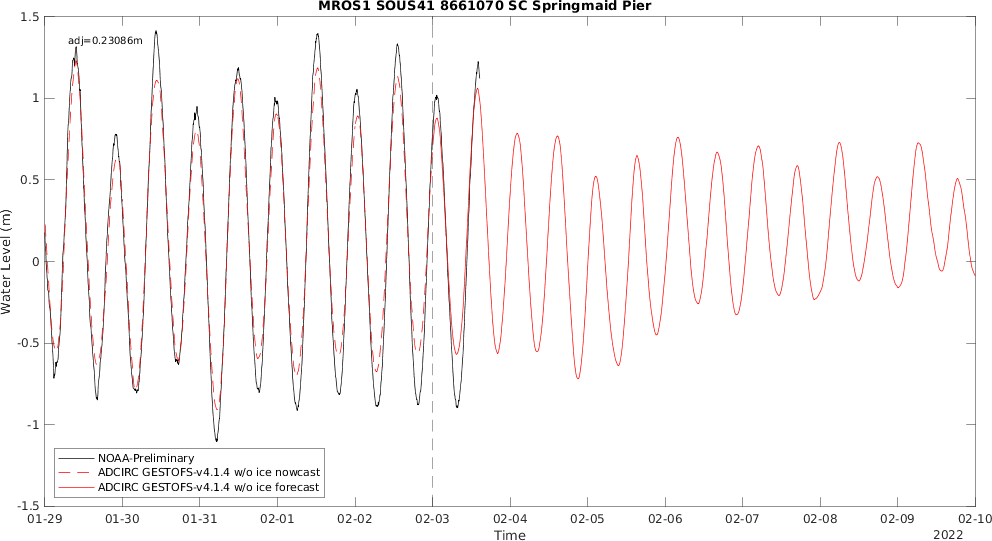 MROS1 SOUS41 8661070 SC Springmaid Pier
adj=0.23086m
1.5
1
0.5
0
-0.5
-1
-1.5
Water Level (m)
NOAA-Preliminary
ADCIRC GESTOFS-v4.1.4 w/o ice nowcast
ADCIRC GESTOFS-v4.1.4 w/o ice forecast
01-29 01-30 01-31 02-01 02-02 02-03 02-04 02-05 02-06 02-07 02-08 02-09 02-10
Time
2022